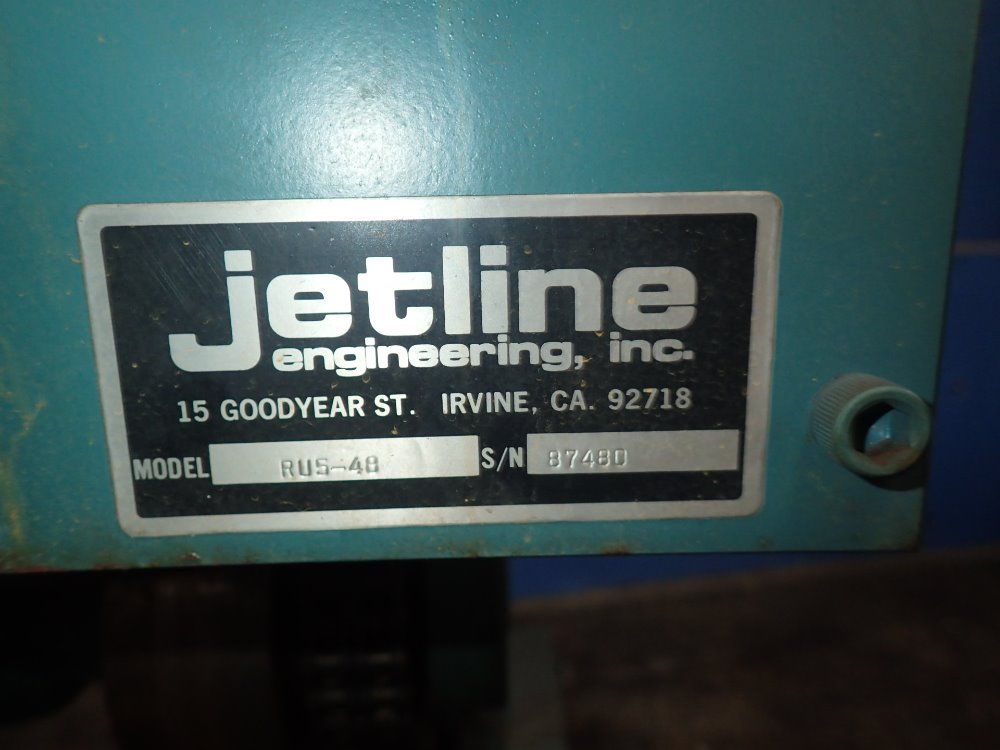 jetline
engineering, inc.
15 GOODYEAR ST. IRVINE, CA. 92718
MODEL RUS-48 S/N 87480